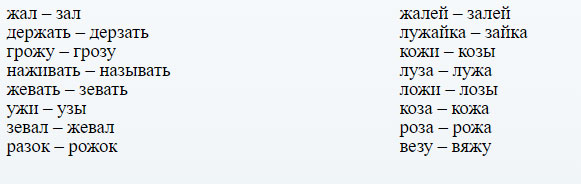 жал – зал
держать – дерзать
грожу – грозу
наживать – называть
жевать – зевать
ужи – узы
зевал – жевал
разок – рожок
жалей – залей
лужайка – зайка
кожи – козы
луза – лужа
ложи – лозы
коза – кожа
роза – рожа
везу – вяжу